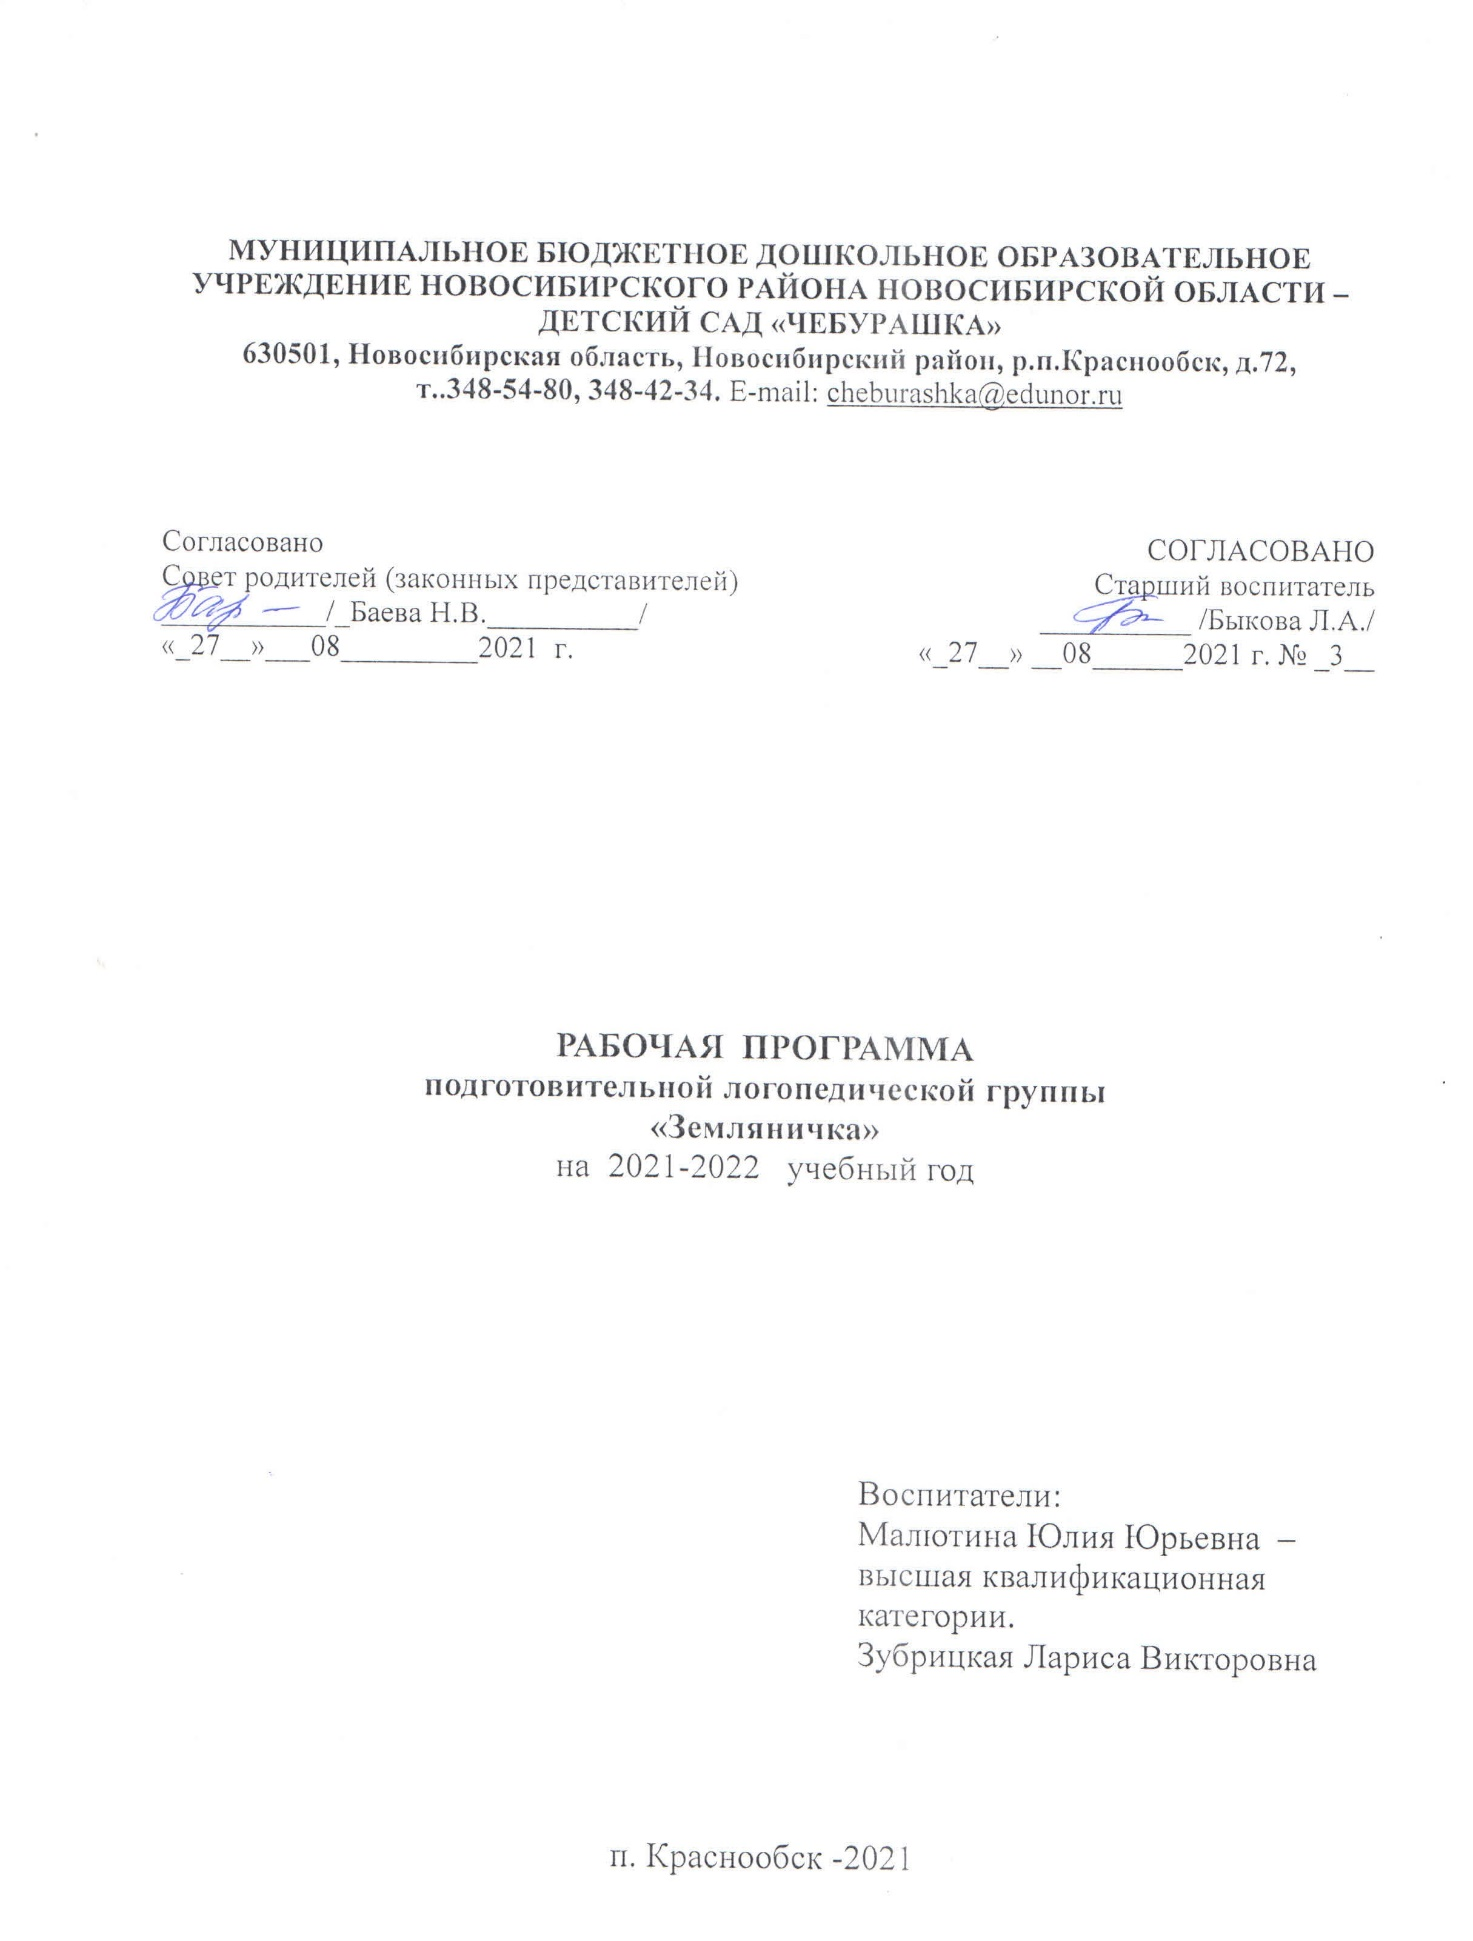 МУНИЦИПАЛЬНОЕ БЮДЖЕТНОЕ ДОШКОЛЬНОЕ ОБРАЗОВАТЕЛЬНОЕ
УЧРЕЖДЕНИЕ НОВОСИБИРСКОГО РАЙОНА НОВОСИБИРСКОЙ ОБЛАСТИ –
ДЕТСКИЙ САД «ЧЕБУРАШКА»
630501, Новосибирская область, Новосибирский район, р.п.Краснообск, д.72,
т..348-54-80, 348-42-34. E-mail: cheburashka@edunor.ru
Согласовано
Совет родителей (законных представителей)
___________/_Баева Н.В.__________/
«_27__»___08_________2021 г.
СОГЛАСОВАНО
Старший воспитатель
__________ /Быкова Л.А./
«_27__» __08______2021 г. № _3__
РАБОЧАЯ ПРОГРАММА
подготовительной логопедической группы
«Земляничка»
на 2021-2022 учебный год
Воспитатели:
Малютина Юлия Юрьевна –
высшая квалификационная
категории.
Зубрицкая Лариса Викторовна
п. Краснообск -2021